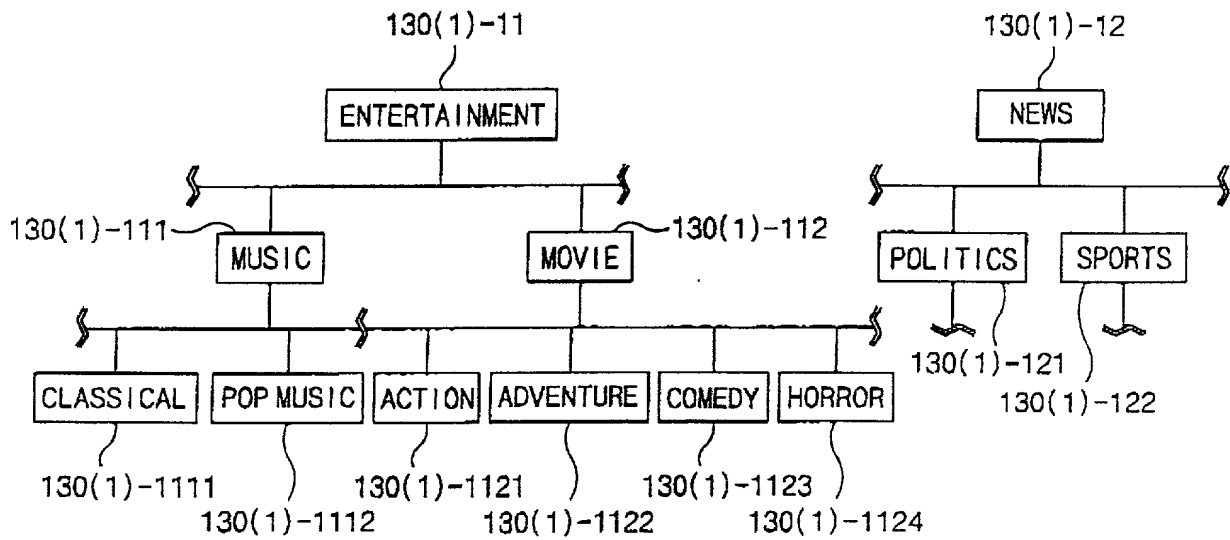 130(1)-11
130(1)-12
ENTERTAINMENT
NEWS
130(1)-111
MUSIC
MOVIE
130(1)-112
POLITICS
SPORTS
130(1)-121
130(1)-122
CLASSICAL
POP MUSIC
ACTION
ADVENTURE
COMEDY
HORROR
130(1)-1111
130(1)-1112
130(1)-1121
130(1)-1122
130(1)-1123
130(1)-1124